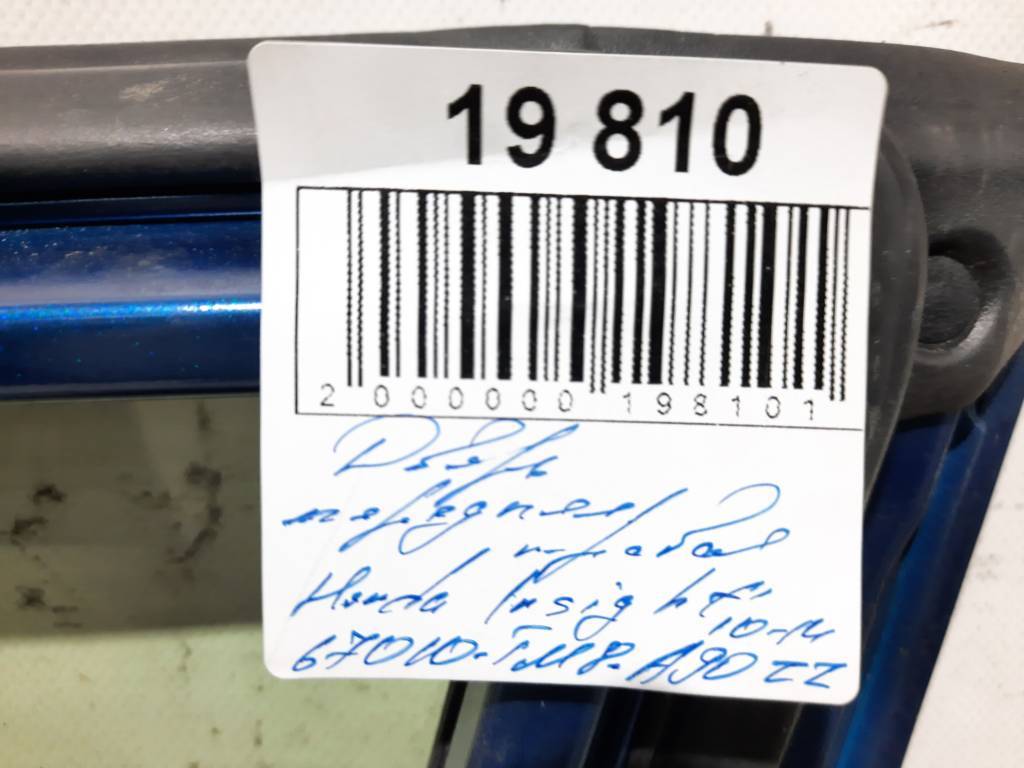 19 810
2 000000 198101
Дверь
передняя
правая
Honda Insight
10-14
67010-TM8-A90ZZ